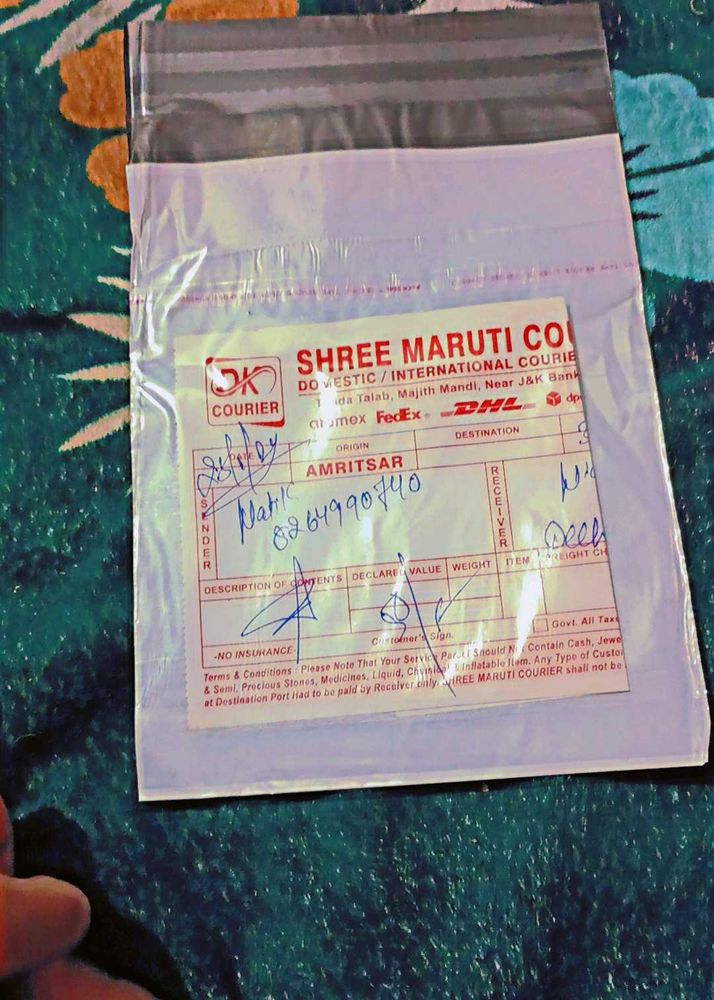 SHREE MARUTI COU
DK
COURIER
DOMESTIC / INTERNATIONAL COURIE
Talab, Majith Mandi, Near J&K Bank
aramex FedEx DHL dp
DATE
ORIGIN
DESTINATION
AMRITSAR
SENDER
8264990740
RECEIVER
DESCRIPTION OF CONTENTS
DECLARED VALUE
WEIGHT
ITEM
FREIGHT CH
Customer's Sign.
Govt. All Taxe
-NO INSURANCE
Terms & Conditions : Please Note That Your Service Parcel Should Not Contain Cash, Jewe
& Semi, Precious Stones, Medicines, Liquid, Chemical & Inflatable Item. Any Type of Custo
at Destination Port Had to be paid by Receiver only. SHREE MARUTI COURIER shall not be